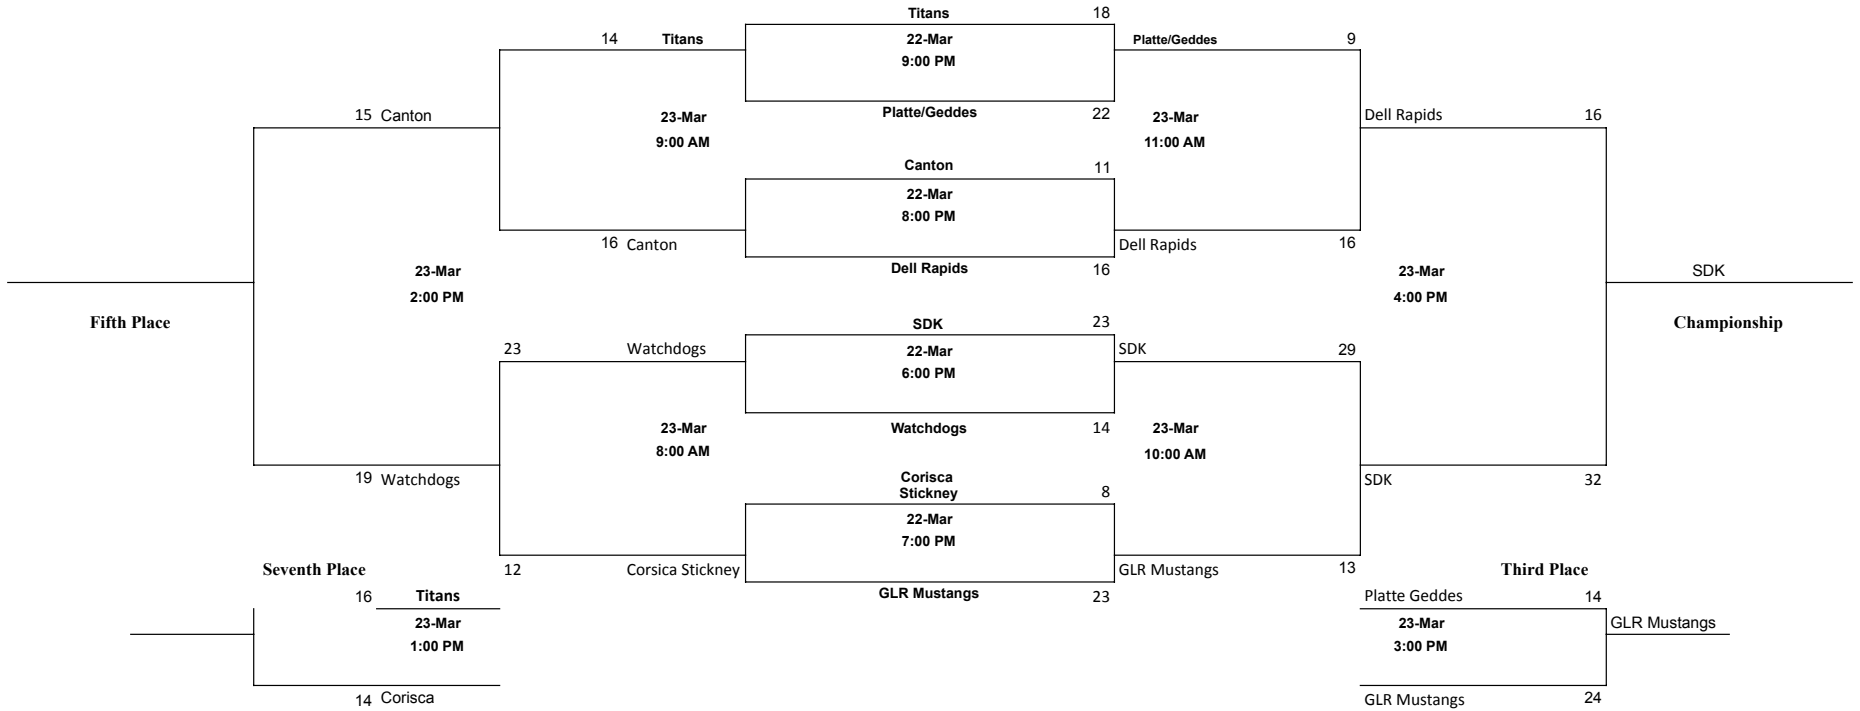 Titans 18
14 Titans
22-Mar
Platte/Geddes 9
9:00 PM
15 Canton
Platte/Geddes 22
23-Mar
23-Mar
Dell Rapids 16
9:00 AM
11:00 AM
Canton 11
22-Mar
8:00 PM
16 Canton
Dell Rapids 16
Dell Rapids 16
23-Mar
23-Mar
SDK
2:00 PM
4:00 PM
Fifth Place
SDK 23
Championship
23 Watchdogs
22-Mar
SDK 29
6:00 PM
23-Mar
Watchdogs 14
23-Mar
8:00 AM
10:00 AM
19 Watchdogs
Corisca
Stickney 8
SDK 32
22-Mar
7:00 PM
Seventh Place
12 Corsica Stickney
GLR Mustangs 13
Third Place
16 Titans
GLR Mustangs 23
Platte Geddes 14
23-Mar
23-Mar
GLR Mustangs
1:00 PM
3:00 PM
14 Corisca
GLR Mustangs 24